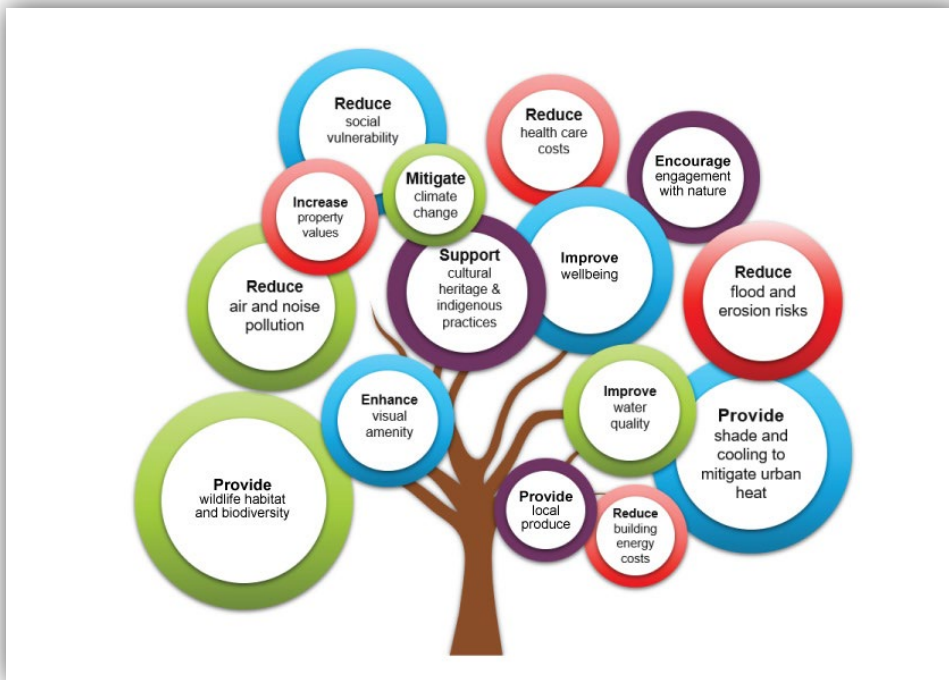 Reduce
social
vulnerability
Reduce
health care
costs
Encourage
engagement
with nature
Mitigate
climate
change
Increase
property
values
Support
cultural
heritage &
indigenous
practices
Improve
wellbeing
Reduce
flood and
erosion risks
Reduce
air and noise
pollution
Enhance
visual
amenity
Improve
water
quality
Provide
shade and
cooling to
mitigate urban
heat
Provide
wildlife habitat
and biodiversity
Provide
local
produce
Reduce
building
energy
costs